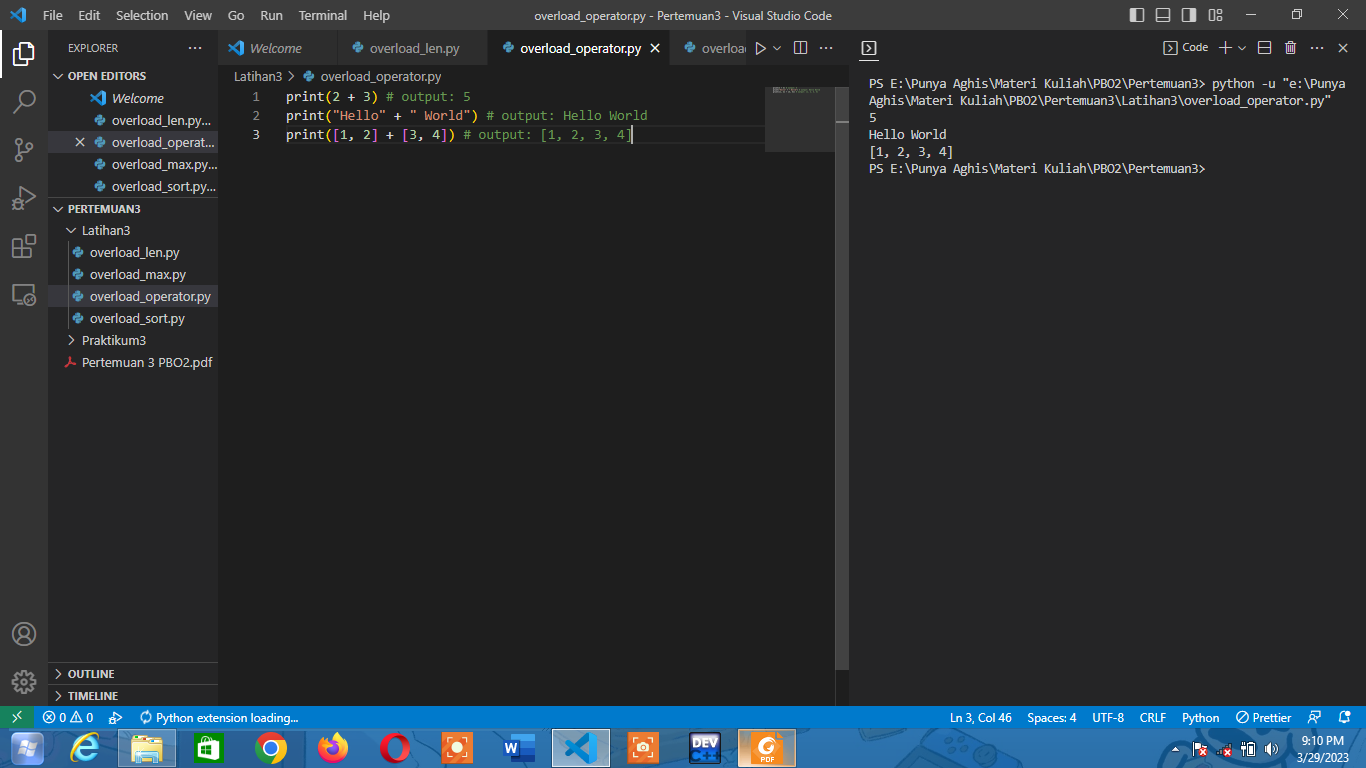 File Edit Selection View Go Run Terminal Help
overload_operator.py - Pertemuan3 - Visual Studio Code
EXPLORER
OPEN EDITORS
Welcome
overload_len.py...
overload_operat...
overload_max.py...
overload_sort.py...
PERTEMUAN3
Latihan3
overload_len.py
overload_max.py
overload_operator.py
overload_sort.py
Praktikum3
Pertemuan 3 PBO2.pdf
OUTLINE
TIMELINE
Welcome overload_len.py overload_operator.py overloa
Latihan3 > overload_operator.py
1 print(2 + 3) # output: 5
2 print("Hello" + " World") # output: Hello World
3 print([1, 2] + [3, 4]) # output: [1, 2, 3, 4]
Code
PS E:\Punya Aghis\Materi Kuliah\PBO2\Pertemuan3> python -u "e:\Punya
Aghis\Materi Kuliah\PBO2\Pertemuan3\Latihan3\overload_operator.py"
5
Hello World
[1, 2, 3, 4]
PS E:\Punya Aghis\Materi Kuliah\PBO2\Pertemuan3>
0 0 Python extension loading... Ln 3, Col 46 Spaces: 4 UTF-8 CRLF Python Prettier
W DEV C++ PDF
9:10 PM
3/29/2023